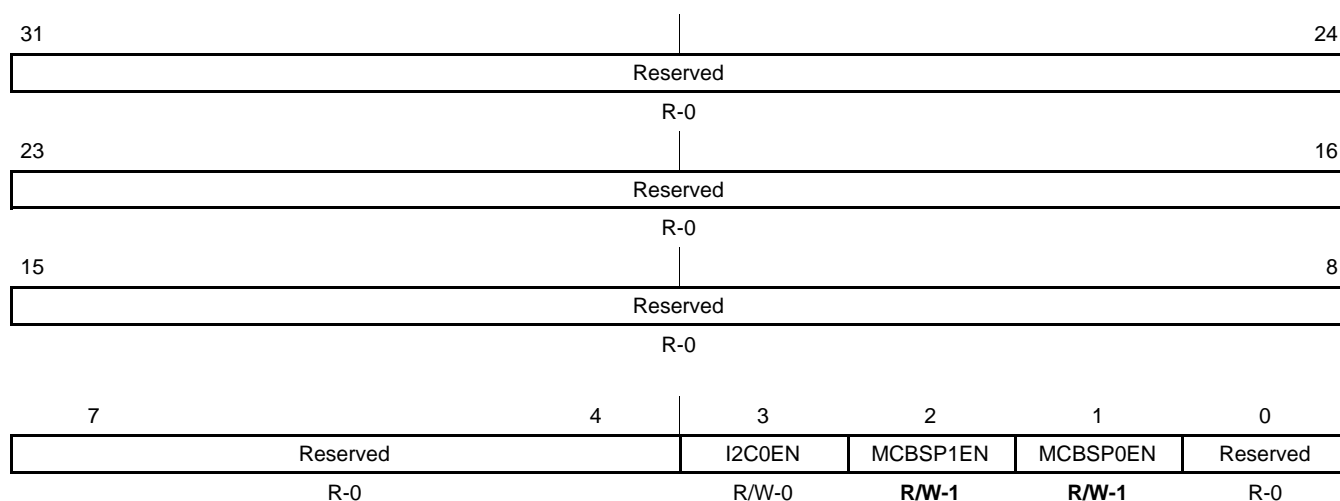 31 24
Reserved
R-0
23 16
Reserved
R-0
15 8
Reserved
R-0
7 4 3 2 1 0
Reserved I2C0EN MCBSP1EN MCBSP0EN Reserved
R-0 R/W-0 R/W-1 R/W-1 R-0